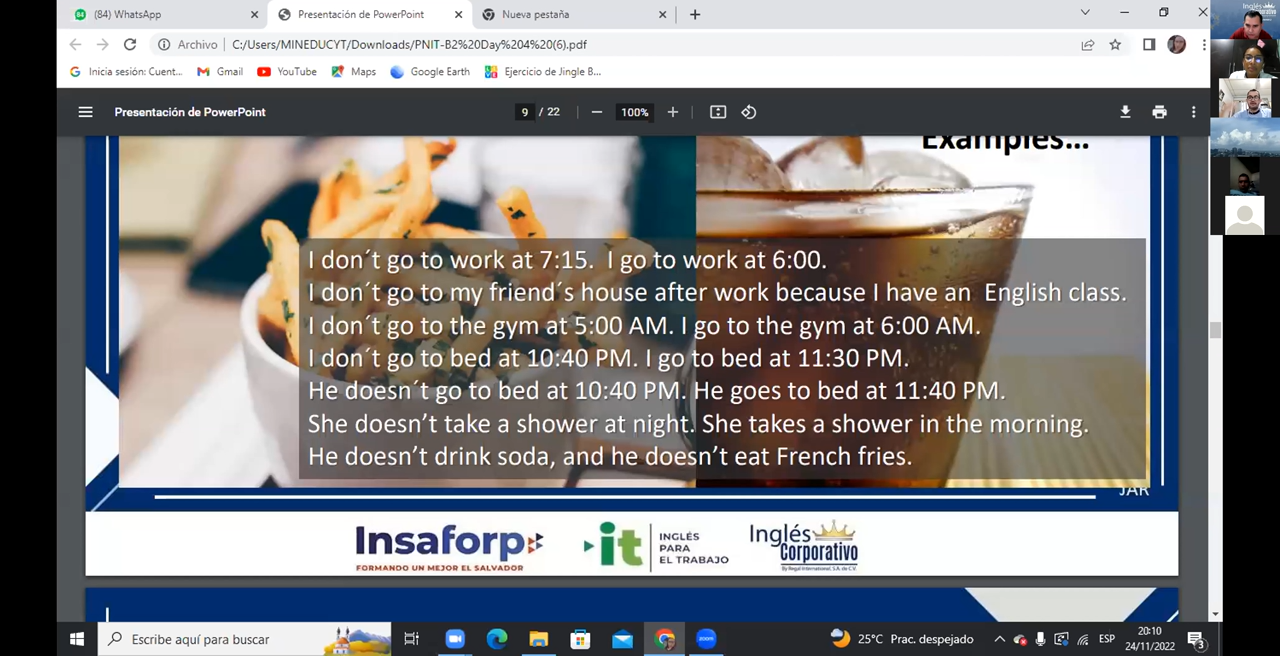 (84) WhatsApp
Presentación de PowerPoint
Nueva pestaña
Archivo
C:/Users/MINEDUCYT/Downloads/PNIT-B2%20Day%204%20(6).pdf
Inicia sesión: Cuent...
Gmail
YouTube
Maps
Google Earth
Ejercicio de Jingle B...
Presentación de PowerPoint
9 / 22
100%
Examples...
I don´t go to work at 7:15. I go to work at 6:00.
I don´t go to my friend´s house after work because I have an English class.
I don´t go to the gym at 5:00 AM. I go to the gym at 6:00 AM.
I don´t go to bed at 10:40 PM. I go to bed at 11:30 PM.
He doesn´t go to bed at 10:40 PM. He goes to bed at 11:40 PM.
She doesn’t take a shower at night. She takes a shower in the morning.
He doesn’t drink soda, and he doesn’t eat French fries.
JAR
Insaforp
FORMANDO UN MEJOR EL SALVADOR
it
INGLÉS
PARA
EL TRABAJO
Inglés
Corporativo
By Regal International, S.A. de C.V.
Escribe aquí para buscar
zoom
25°C Prac. despejado
ESP
20:10
24/11/2022
3
Inglés
Corporativo